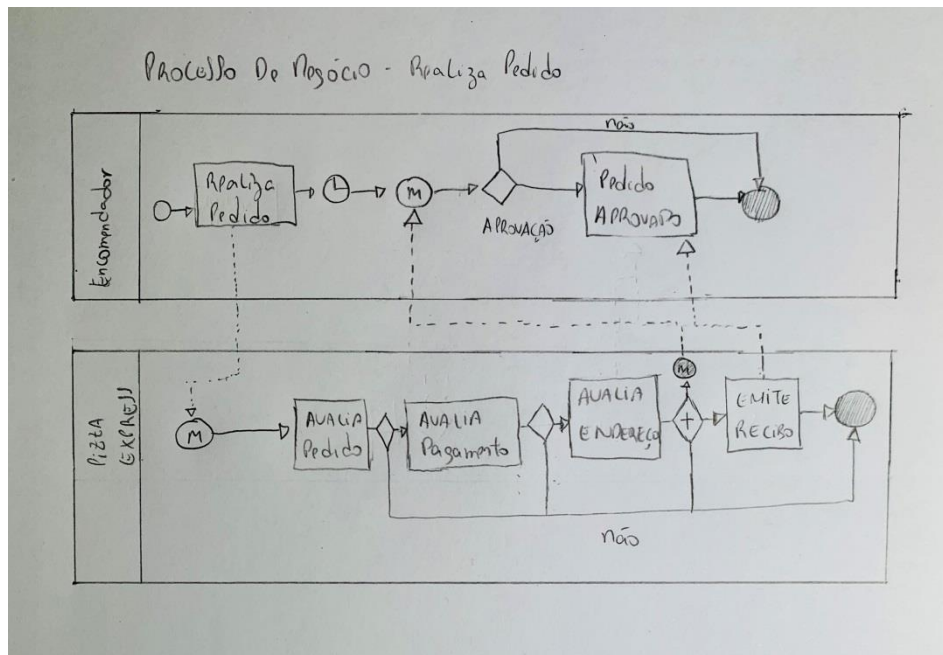 Processo De Negócio - Realiza Pedido
Encomendador
Realiza
Pedido
M
não
APROVAÇÃO
Pedido
APROVADO
PIZZA
EXPRESS
M
AVALIA
Pedido
AVALIA
Pagamento
AVALIA
ENDEREÇO
M
EMITE
RECIBO
não